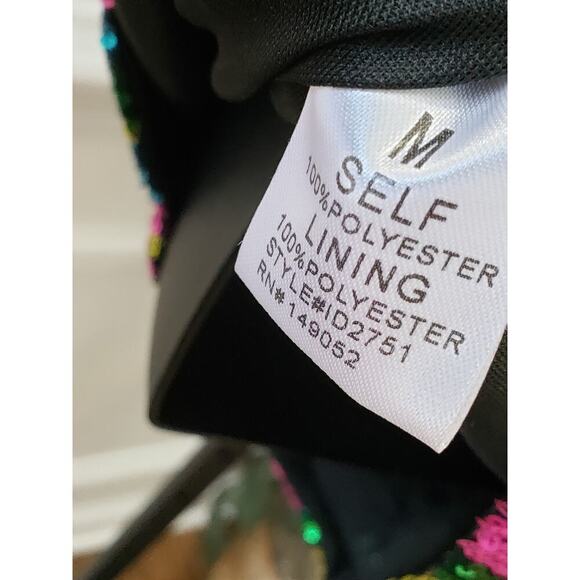 M
SELF
100%POLYESTER
LINING
100%POLYESTER
STYLE#ID2751
RN# 149052